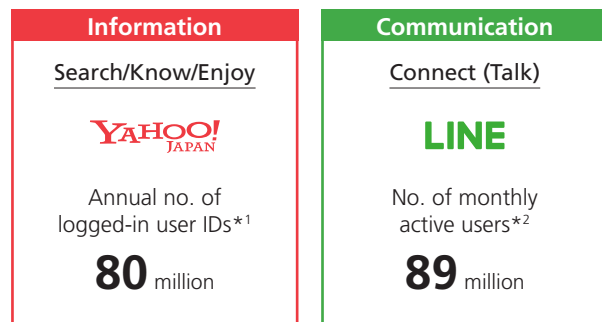 Information
Search/Know/Enjoy
YAHOO!
JAPAN
Annual no. of
logged-in user IDs*1
80 million
Communication
Connect (Talk)
LINE
No. of monthly
active users*2
89 million